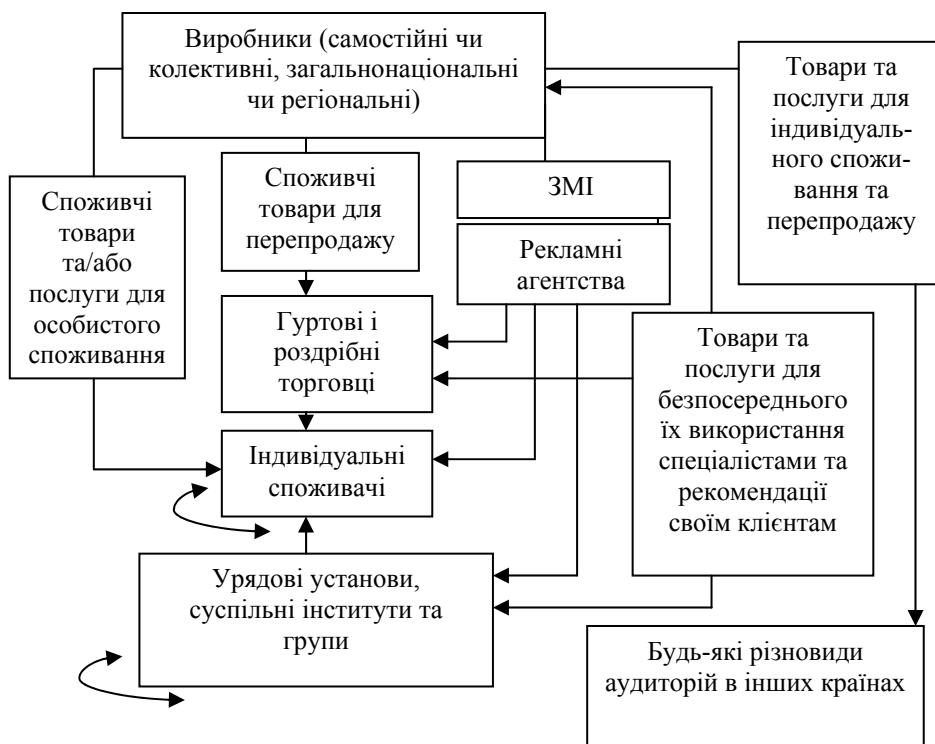 Виробники (самостійні чи
колективні, загальнонаціональні
чи регіональні)
Товари та
послуги для
індивідуаль-
ного спожи-
вання та
перепродажу
Споживчі
товари
та/або
послуги для
особистого
споживання
Споживчі
товари для
перепродажу
ЗМІ
Рекламні
агентства
Гуртові і
роздрібні
торговці
Товари та
послуги для
безпосереднього
їх використання
спеціалістами та
рекомендації
своїм клієнтам
Індивідуальні
споживачі
Урядові установи,
суспільні інститути та
групи
Будь-які різновиди
аудиторій в інших країнах